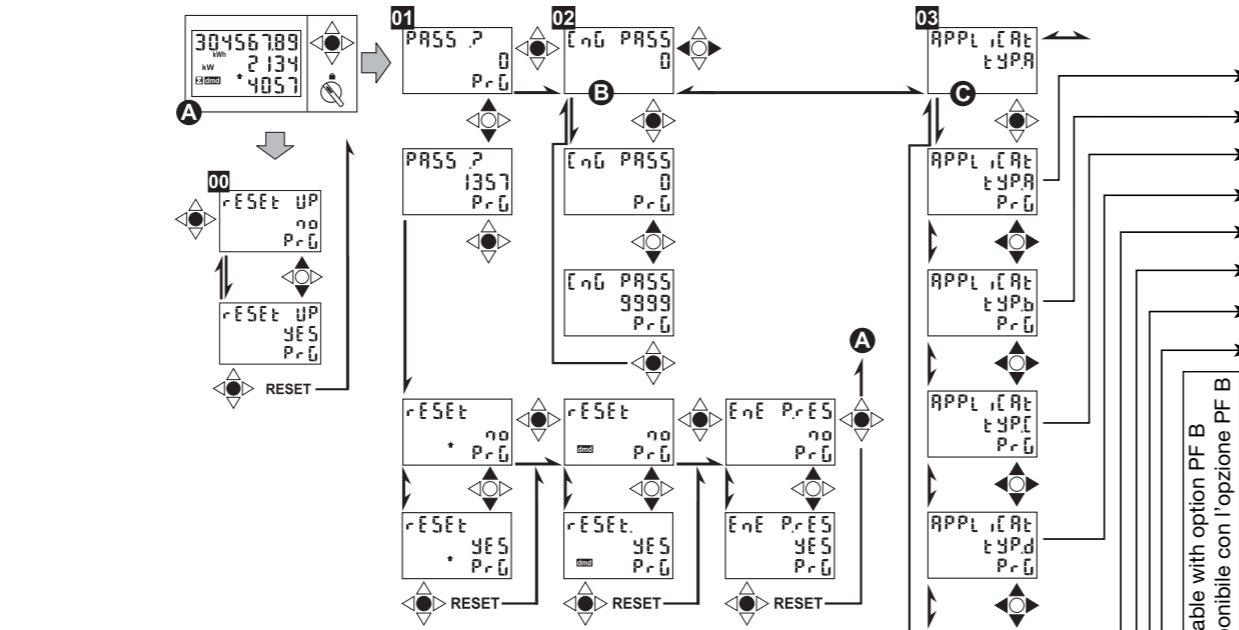 01
02
03
PASS .?
0
PrG
CnG PASS
0
APPLiCAt
tYP.A
304567.89
kWh
kW
2134
Σ dmd
4057
A
B
C
PASS .?
1357
PrG
CnG PASS
0
PrG
APPLiCAt
tYP.A
PrG
00
rESEt UP
no
PrG
CnG PASS
9999
PrG
APPLiCAt
tYP.b
PrG
rESEt UP
YES
PrG
A
RESET
rESEt
no
PrG
rESEt
dmd
no
PrG
EnE P.rES
no
PrG
APPLiCAt
tYP.C
PrG
rESEt
YES
PrG
rESEt.
dmd
YES
PrG
EnE P.rES
YES
PrG
APPLiCAt
tYP.d
PrG
RESET
RESET
RESET
able with option PF B
onibile con l'opzione PF B